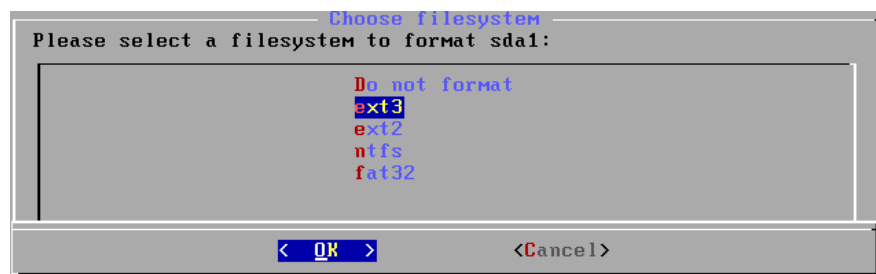 Choose filesystem
Please select a filesystem to format sda1:
Do not format
ext3
ext2
ntfs
fat32
< OK > <Cancel>